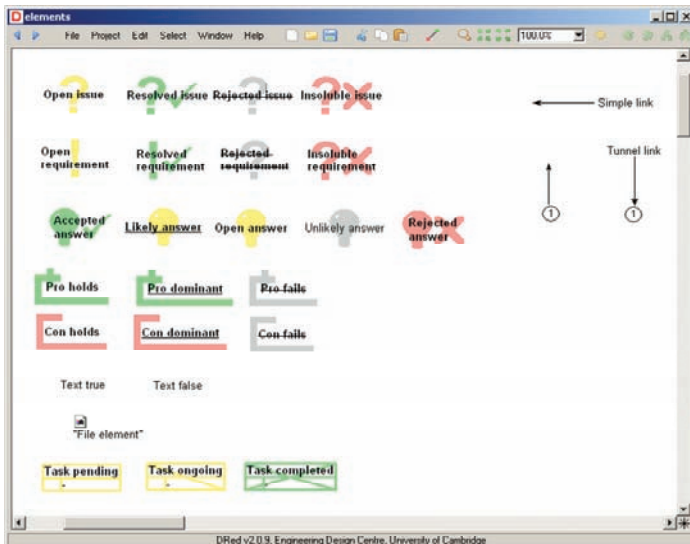 elements
File Project Edit Select Window Help 100.0%
Open issue Resolved issue Rejected issue Insoluble issue
Simple link
Open requirement Resolved requirement Rejected requirement Insoluble requirement
Tunnel link
1 1
Accepted answer Likely answer Open answer Unlikely answer Rejected answer
Pro holds Pro dominant Pro fails
Con holds Con dominant Con fails
Text true Text false
"File element"
Task pending Task ongoing Task completed
DRed v2.0.9, Engineering Design Centre, University of Cambridge